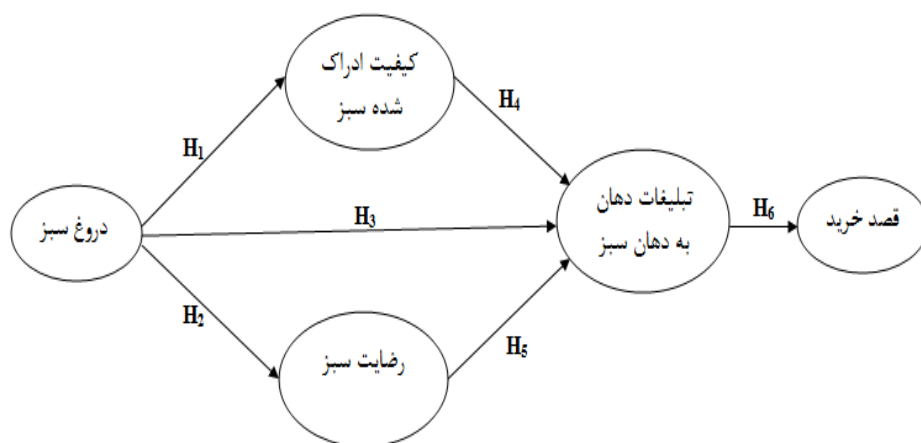 کیفیت ادراک
شده سبز
H4
H1
تبلیغات دهان
به دهان سبز
H6
قصد خرید
H3
دروغ سبز
H2
H5
رضایت سبز